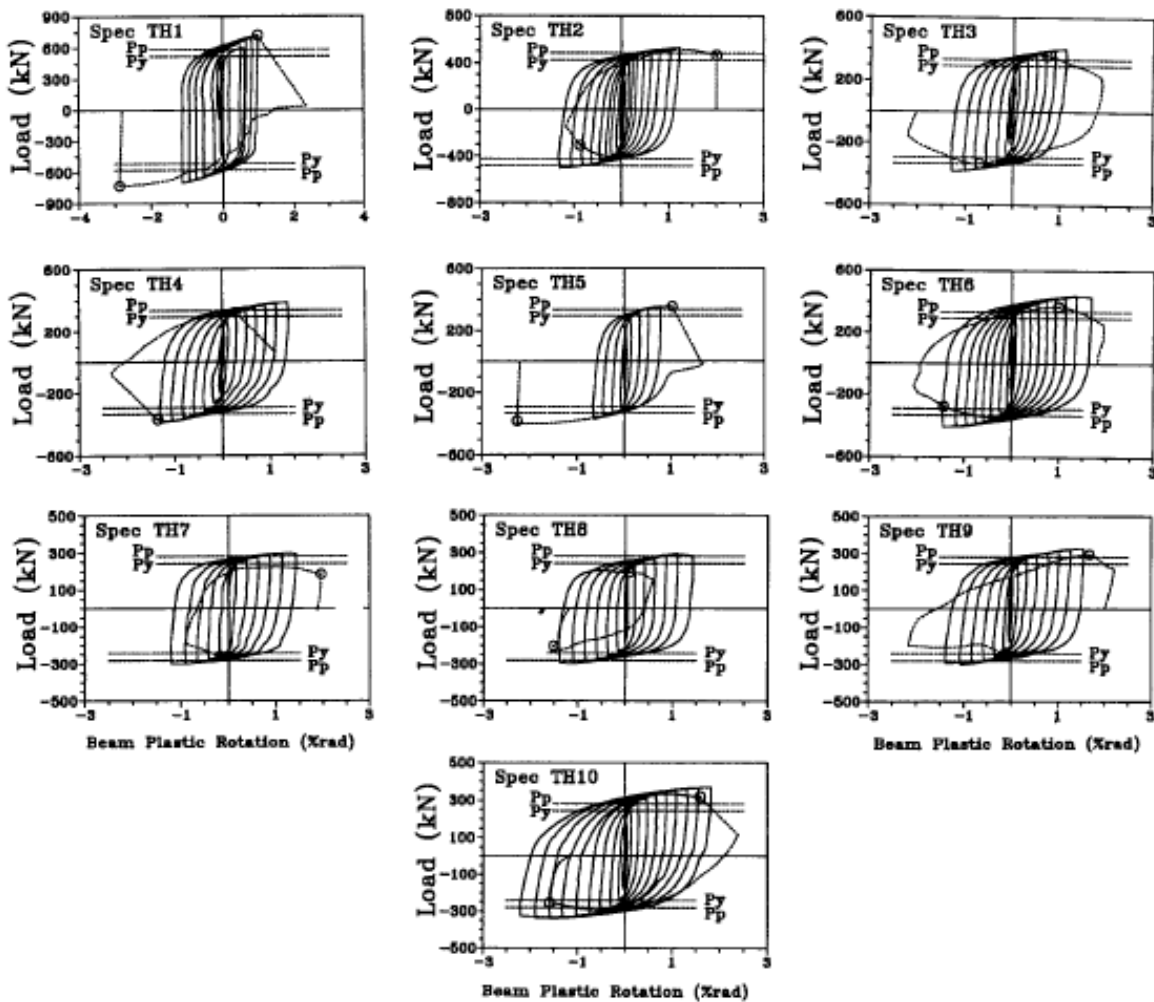 Spec TH1
Load (kN)
900
600
300
0
-300
-600
-900
Pp
Py
Py
Pp
-4
-2
0
2
4
Spec TH2
Load (kN)
800
400
0
-400
-800
Pp
Py
Py
Pp
-3
-1
1
3
Spec TH3
Load (kN)
600
200
-200
-600
Pp
Py
Py
Pp
-3
-1
1
3
Spec TH4
Load (kN)
600
200
-200
-600
Pp
Py
Py
Pp
-3
-1
1
3
Spec TH5
Load (kN)
600
200
-200
-600
Pp
Py
Py
Pp
-3
-1
1
3
Spec TH6
Load (kN)
600
200
-200
-600
Pp
Py
Py
Pp
-3
-1
1
3
Spec TH7
Load (kN)
500
300
100
-100
-300
-500
Pp
Py
Py
Pp
-3
-1
1
3
Beam Plastic Rotation (%rad)
Spec TH8
Load (kN)
500
300
100
-100
-300
-500
Pp
Py
Py
Pp
-3
-1
1
3
Spec TH9
Load (kN)
500
300
100
-100
-300
-500
Pp
Py
Py
Pp
-3
-1
1
3
Beam Plastic Rotation (%rad)
Spec TH10
Load (kN)
500
300
100
-100
-300
-500
Pp
Py
Py
Pp
-3
-1
1
3
Beam Plastic Rotation (%rad)